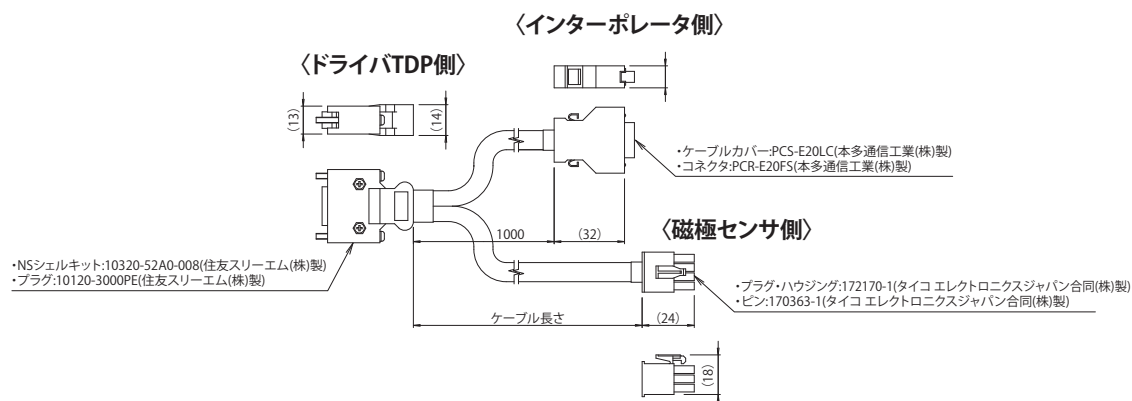 〈インターポレータ側〉
〈ドライバTDP側〉
(13)
(14)
・ケーブルカバー:PCS-E20LC(本多通信工業(株)製)
・コネクタ:PCR-E20FS(本多通信工業(株)製)
1000
(32)
〈磁極センサ側〉
・NSシェルキット:10320-52A0-008(住友スリーエム(株)製)
・プラグ:10120-3000PE(住友スリーエム(株)製)
・プラグ・ハウジング:172170-1(タイコ エレクトロニクスジャパン合同(株)製)
・ピン:170363-1(タイコ エレクトロニクスジャパン合同(株)製)
ケーブル長さ
(24)
(18)